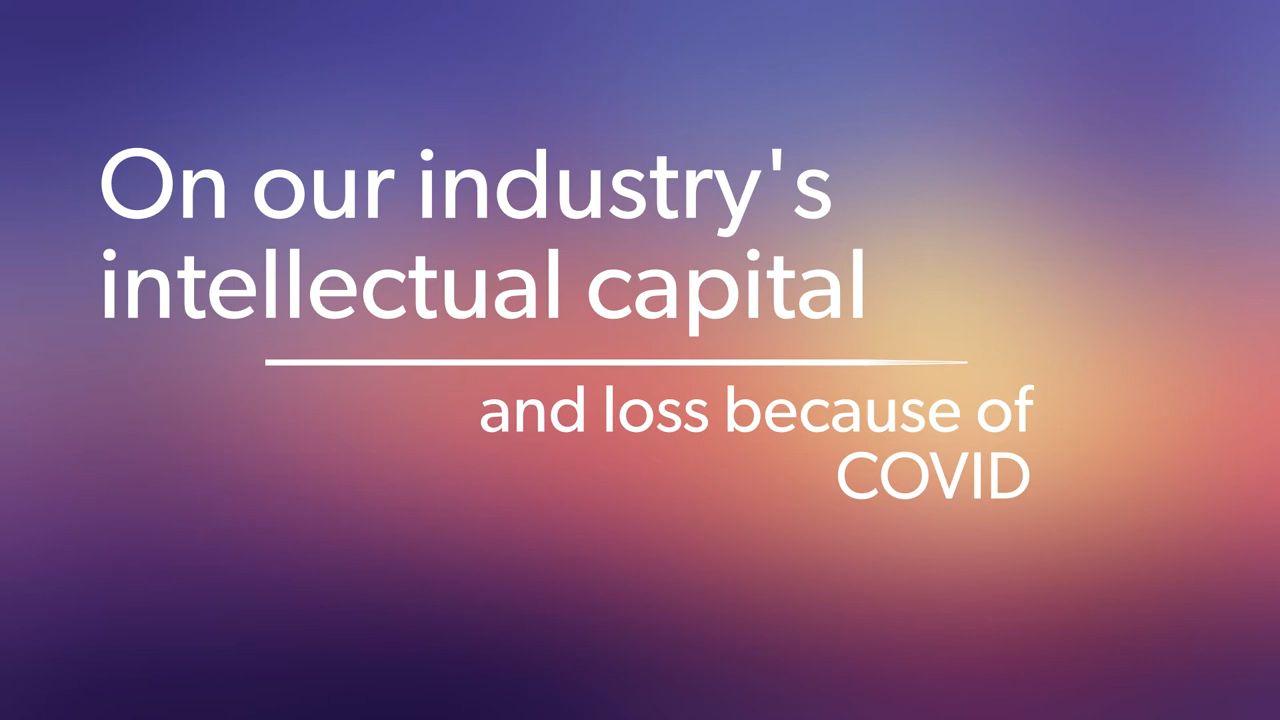 On our industry's
intellectual capital
and loss because of
COVID